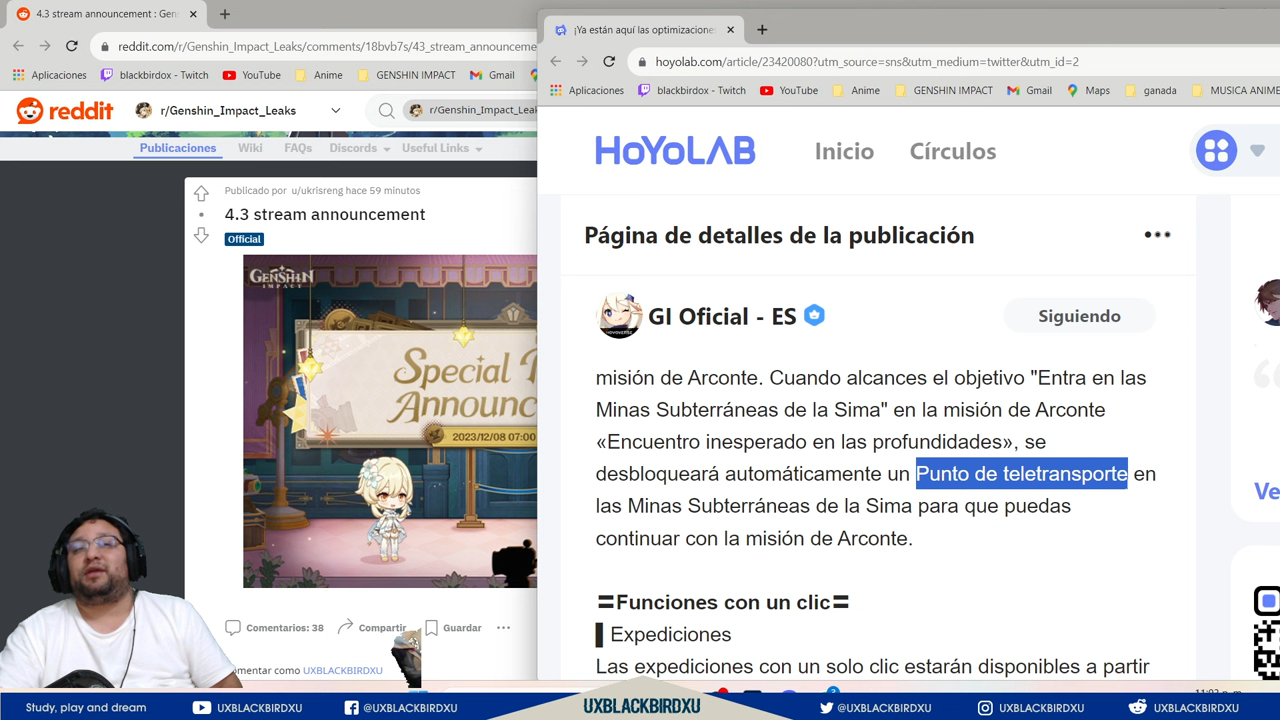 4.3 stream announcement : Gen
reddit.com/r/Genshin_Impact_Leaks/comments/18bvb7s/43_stream_announceme
Aplicaciones
blackbirdox - Twitch
YouTube
Anime
GENSHIN IMPACT
Gmail
reddit
r/Genshin_Impact_Leaks
r/Genshin_Impact_Leak
Publicaciones
Wiki
FAQs
Discords
Useful Links
Publicado por u/ukrisreng hace 59 minutos
4.3 stream announcement
Official
GENSHIN
IMPACT
Special
Announc
2023/12/08 07:00
Comentarios: 38
Compartir
Guardar
mentar como UXBLACKBIRDXU
¡Ya están aquí las optimizacione
hoyolab.com/article/23420080?utm_source=sns&utm_medium=twitter&utm_id=2
Aplicaciones
blackbirdox - Twitch
YouTube
Anime
GENSHIN IMPACT
Gmail
Maps
ganada
MUSICA ANIME
HoYoLAB
Inicio
Círculos
Página de detalles de la publicación
GI Oficial - ES
Siguiendo
misión de Arconte. Cuando alcances el objetivo "Entra en las
Minas Subterráneas de la Sima" en la misión de Arconte
«Encuentro inesperado en las profundidades», se
desbloqueará automáticamente un Punto de teletransporte en
las Minas Subterráneas de la Sima para que puedas
continuar con la misión de Arconte.
〓Funciones con un clic〓
▌Expediciones
Las expediciones con un solo clic estarán disponibles a partir
Ve
Study, play and dream
UXBLACKBIRDXU
@UXBLACKBIRDXU
UXBLACKBIRDXU
@UXBLACKBIRDXU
UXBLACKBIRDXU
UXBLACKBIRDXU